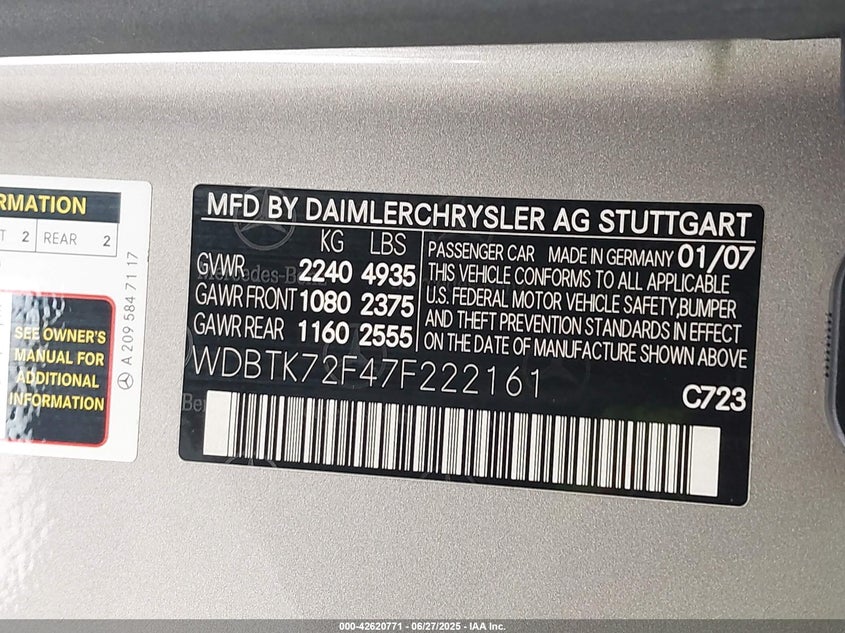 RMATION
T 2 REAR 2
SEE OWNER'S
MANUAL FOR
ADDITIONAL
INFORMATION
A 209 584 71 17
MFD BY DAIMLERCHRYSLER AG STUTTGART
KG LBS
GVWR 2240 4935
GAWR FRONT 1080 2375
GAWR REAR 1160 2555
PASSENGER CAR MADE IN GERMANY 01/07
THIS VEHICLE CONFORMS TO ALL APPLICABLE
U.S. FEDERAL MOTOR VEHICLE SAFETY,BUMPER
AND THEFT PREVENTION STANDARDS IN EFFECT
ON THE DATE OF MANUFACTURE SHOWN ABOVE
WDBTK72F47F222161
C723
Mercedes-Benz
000-42620771 - 06/27/2025 - IAA Inc.